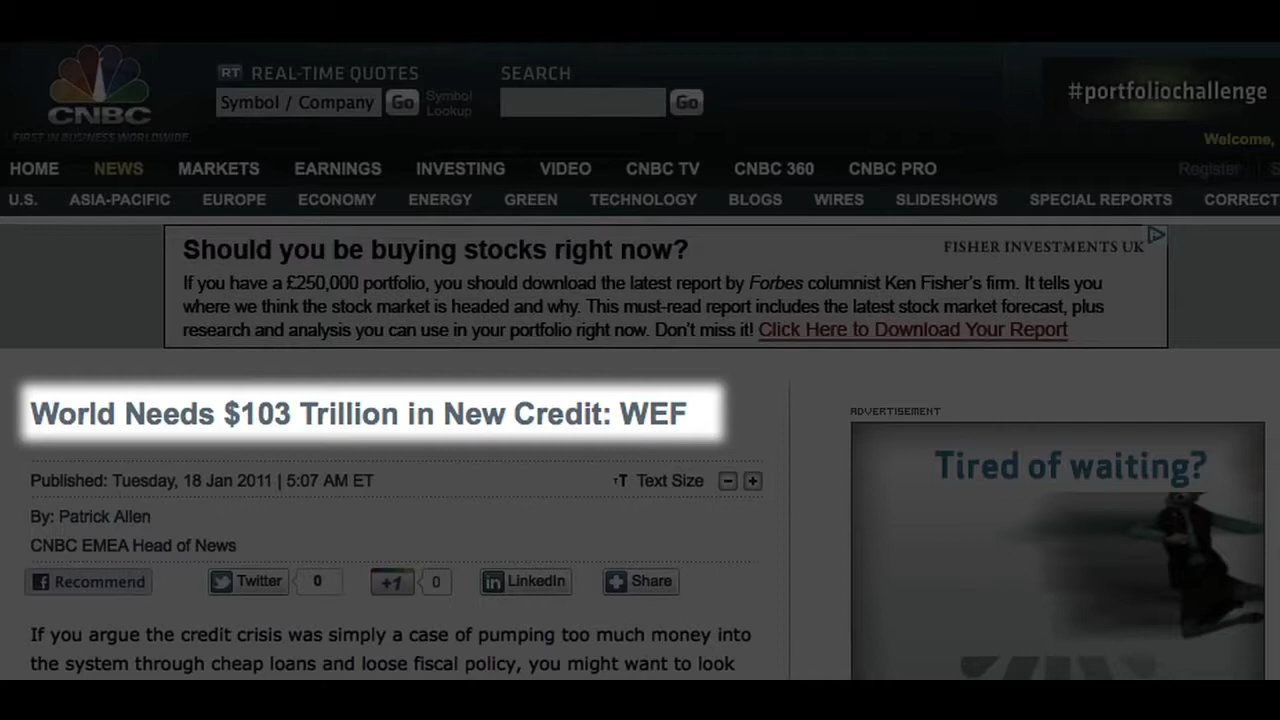 RT REAL-TIME QUOTES
SEARCH
Symbol / Company Go Symbol Lookup
Go
#portfoliochallenge
CNBC
FIRST IN BUSINESS WORLDWIDE
Welcome,
HOME NEWS MARKETS EARNINGS INVESTING VIDEO CNBC TV CNBC 360 CNBC PRO
Register
U.S. ASIA-PACIFIC EUROPE ECONOMY ENERGY GREEN TECHNOLOGY BLOGS WIRES SLIDESHOWS SPECIAL REPORTS CORRECT
Should you be buying stocks right now?
FISHER INVESTMENTS UK
If you have a £250,000 portfolio, you should download the latest report by Forbes columnist Ken Fisher's firm. It tells you
where we think the stock market is headed and why. This must-read report includes the latest stock market forecast, plus
research and analysis you can use in your portfolio right now. Don't miss it! Click Here to Download Your Report
World Needs $103 Trillion in New Credit: WEF
Published: Tuesday, 18 Jan 2011 | 5:07 AM ET
TT Text Size - +
By: Patrick Allen
CNBC EMEA Head of News
Recommend Twitter 0 +1 0 LinkedIn Share
If you argue the credit crisis was simply a case of pumping too much money into
the system through cheap loans and loose fiscal policy, you might want to look
ADVERTISEMENT
Tired of waiting?